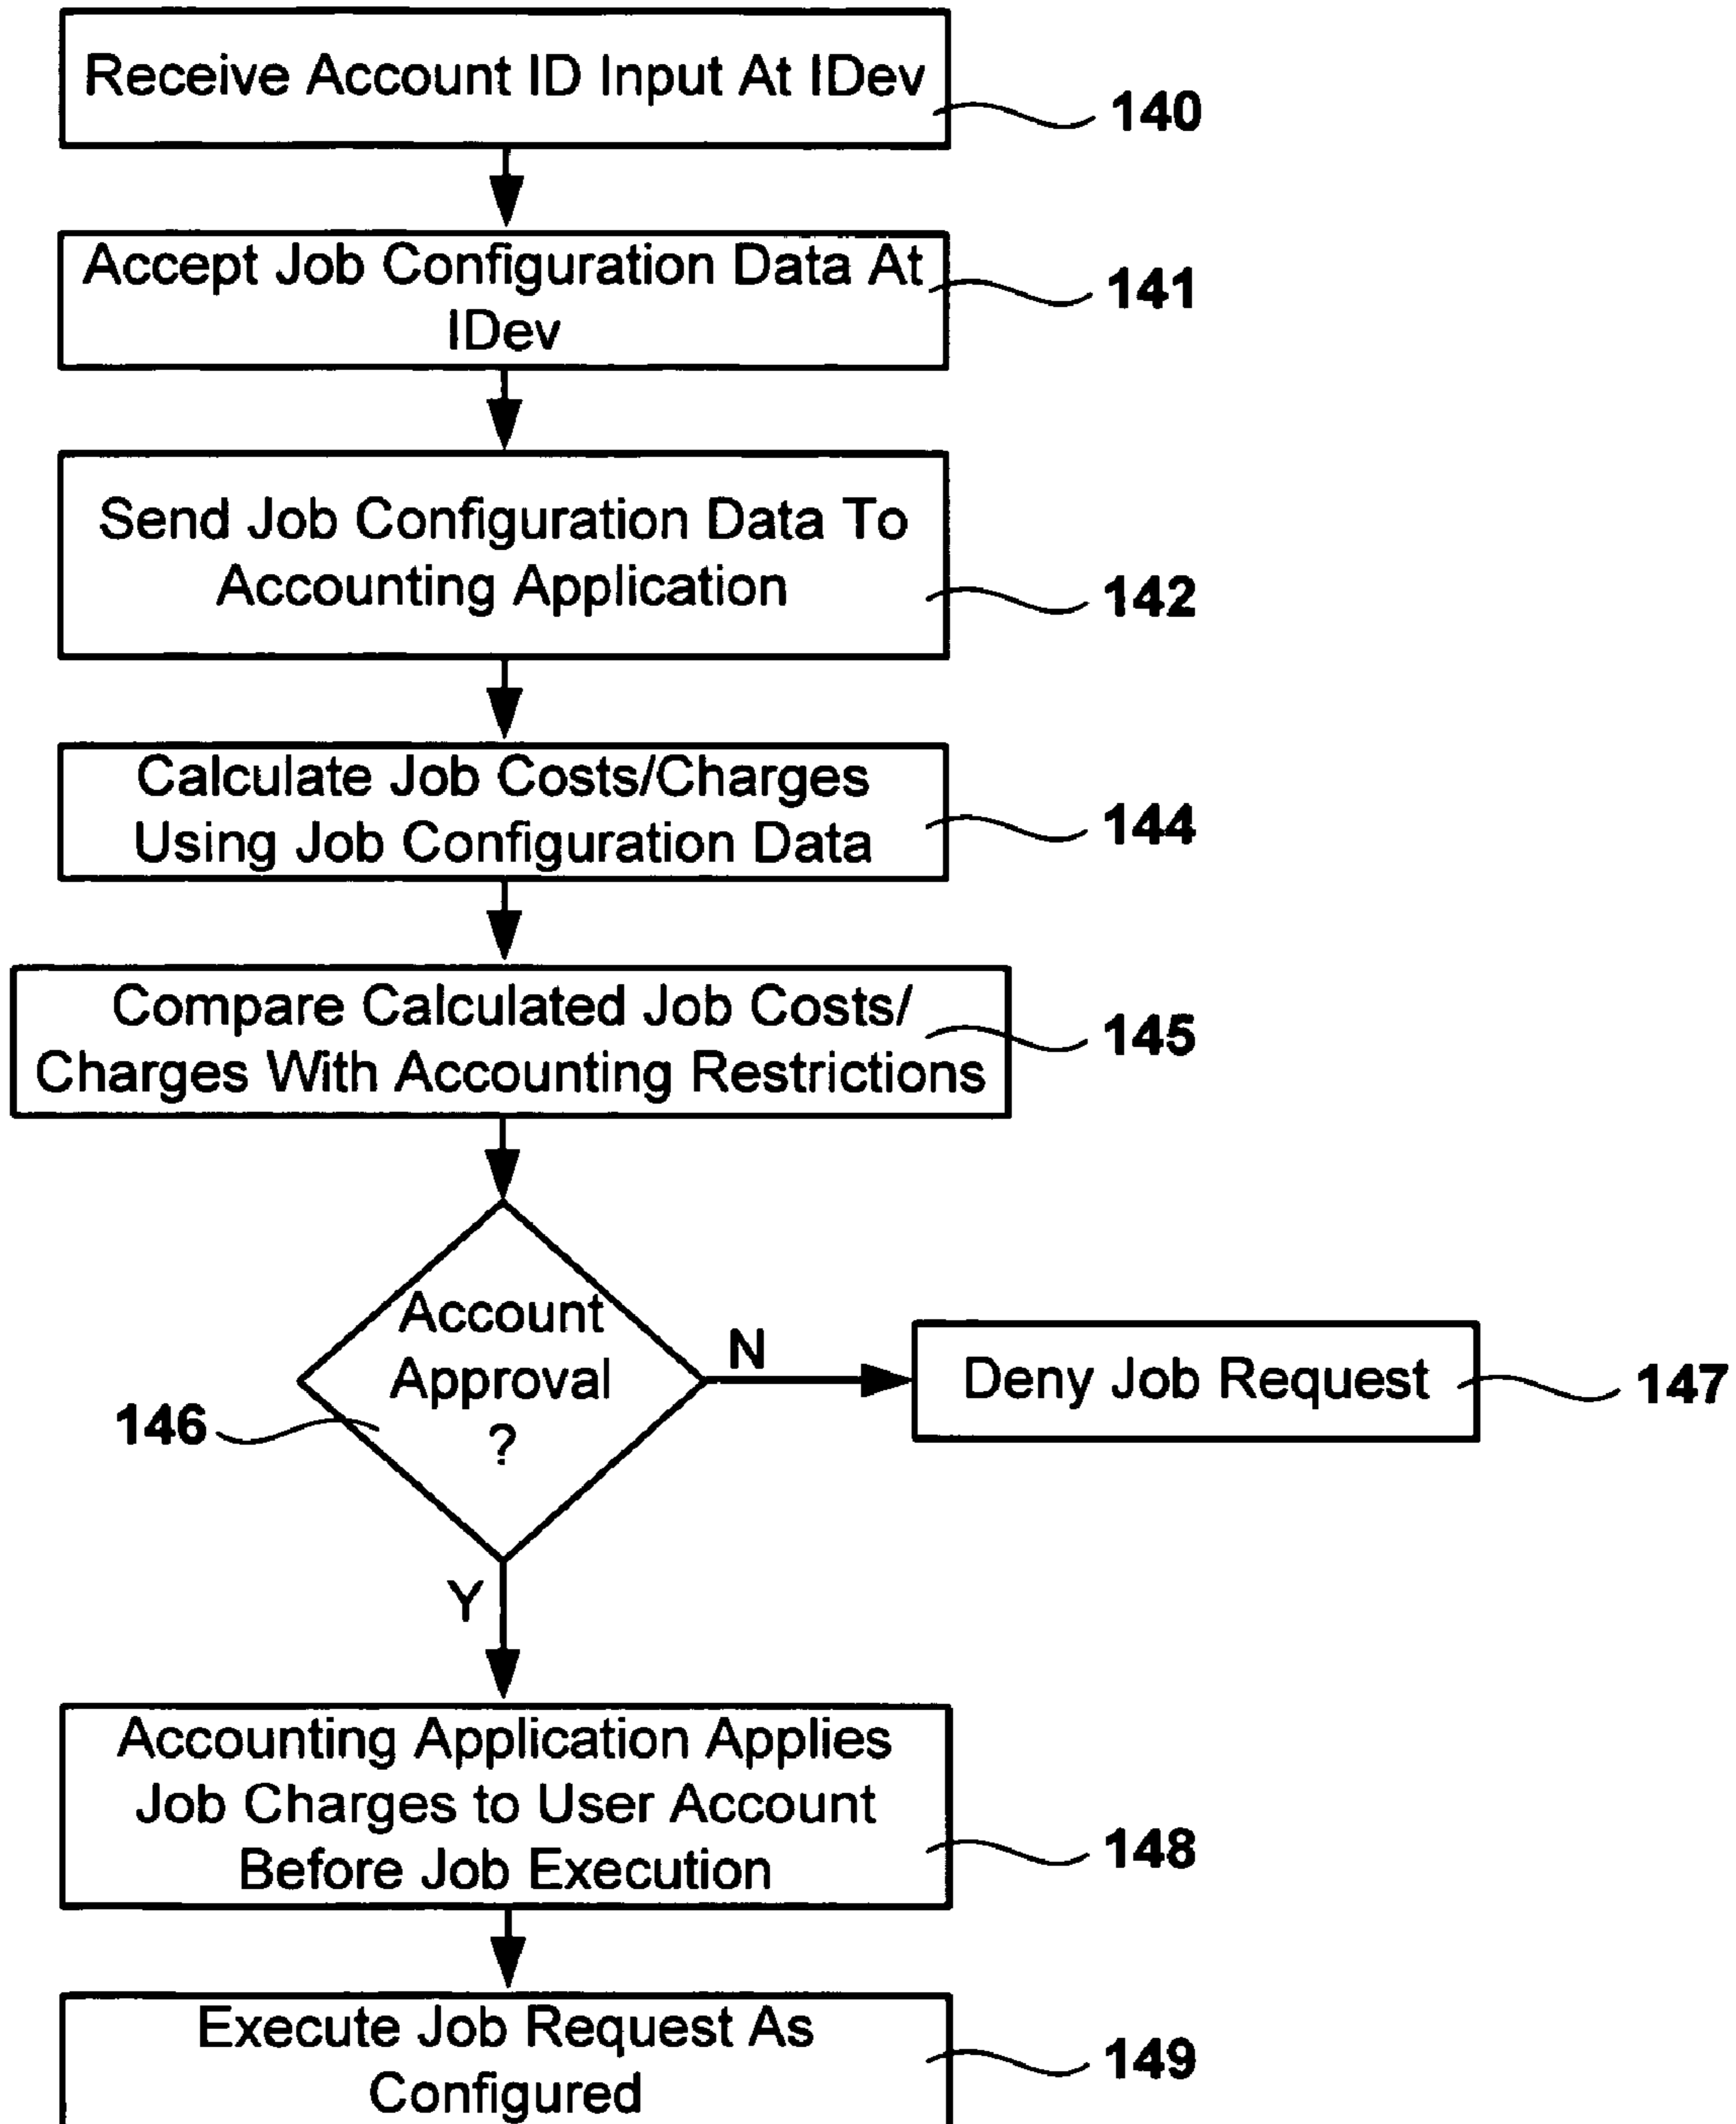 Receive Account ID Input At IDev
140
Accept Job Configuration Data At
IDev
141
Send Job Configuration Data To
Accounting Application
142
Calculate Job Costs/Charges
Using Job Configuration Data
144
Compare Calculated Job Costs/
Charges With Accounting Restrictions
145
Account
Approval
?
146
N
Deny Job Request
147
Y
Accounting Application Applies
Job Charges to User Account
Before Job Execution
148
Execute Job Request As
Configured
149